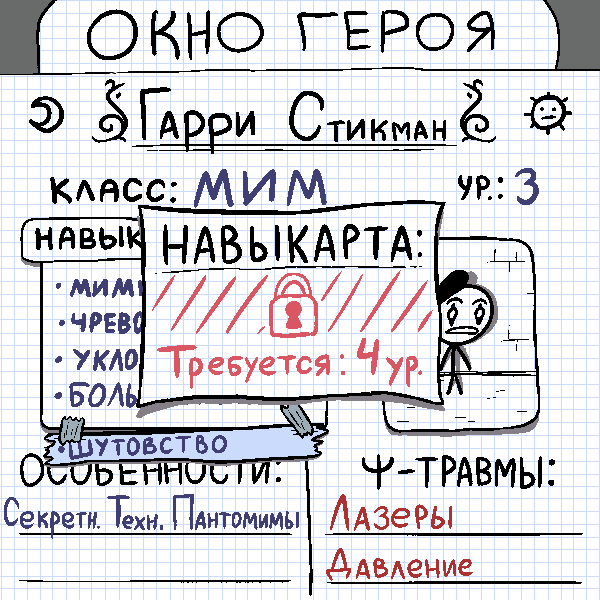 ОКНО ГЕРОЯ
Гарри Стикман
КЛАСС: МИМ
УР.: 3
НАВЫК
НАВЫКАРТА:
Требуется: 4 ур.
• МИМ
• ЧРЕВО
• УКЛО
• БОЛЬ
• ШУТОВСТВО
ОСОБЕННОСТИ:
Секретн. Техн. Пантомимы
Ψ-ТРАВМЫ:
Лазеры
Давление